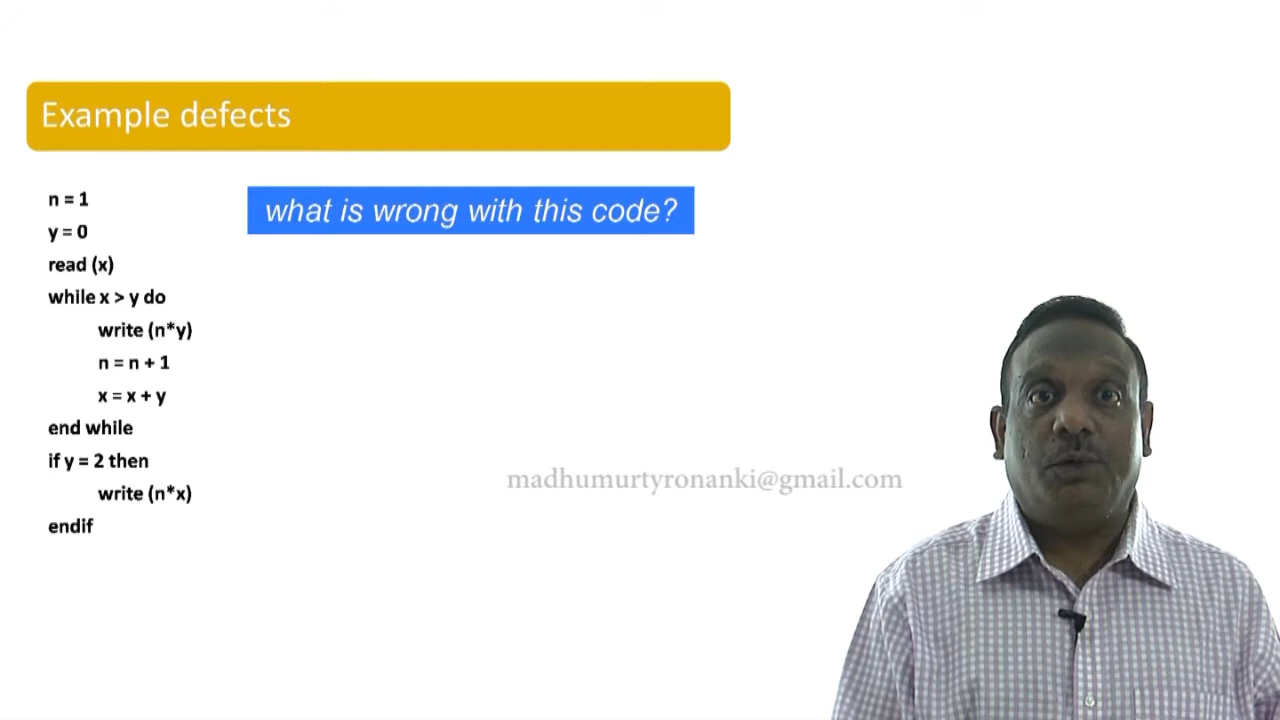 Example defects
what is wrong with this code?
n = 1
y = 0
read (x)
while x > y do
write (n*y)
n = n + 1
x = x + y
end while
if y = 2 then
write (n*x)
endif
madhumurtyronanki@gmail.com